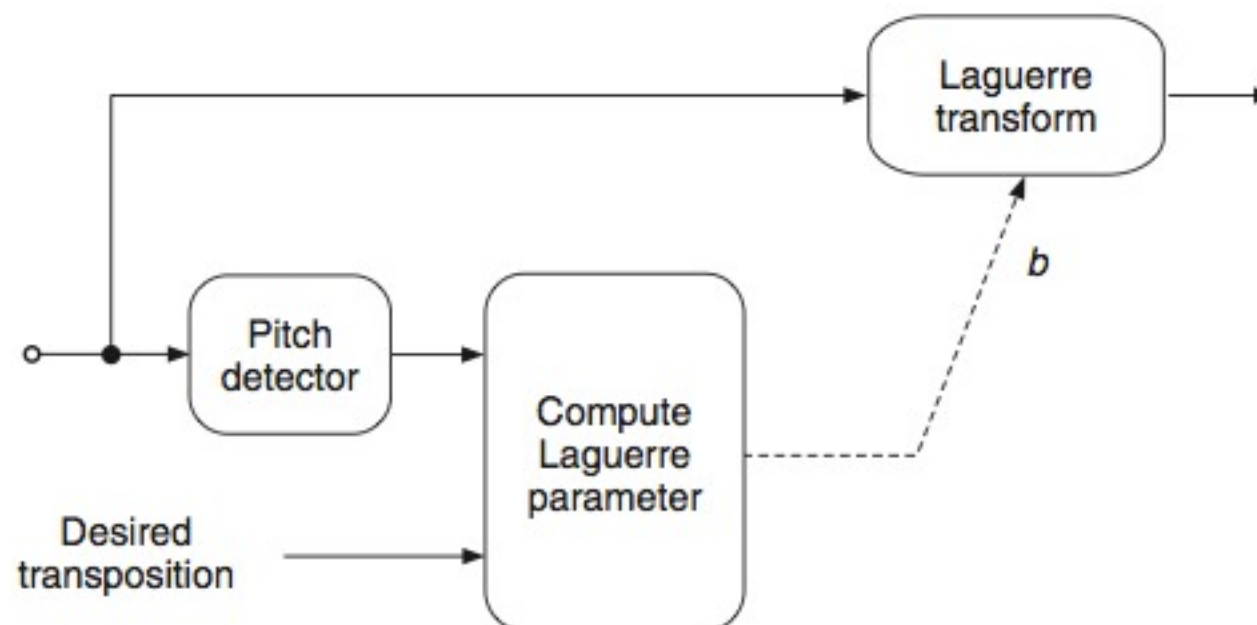 Laguerre
transform
b
Pitch
detector
Compute
Laguerre
parameter
Desired
transposition